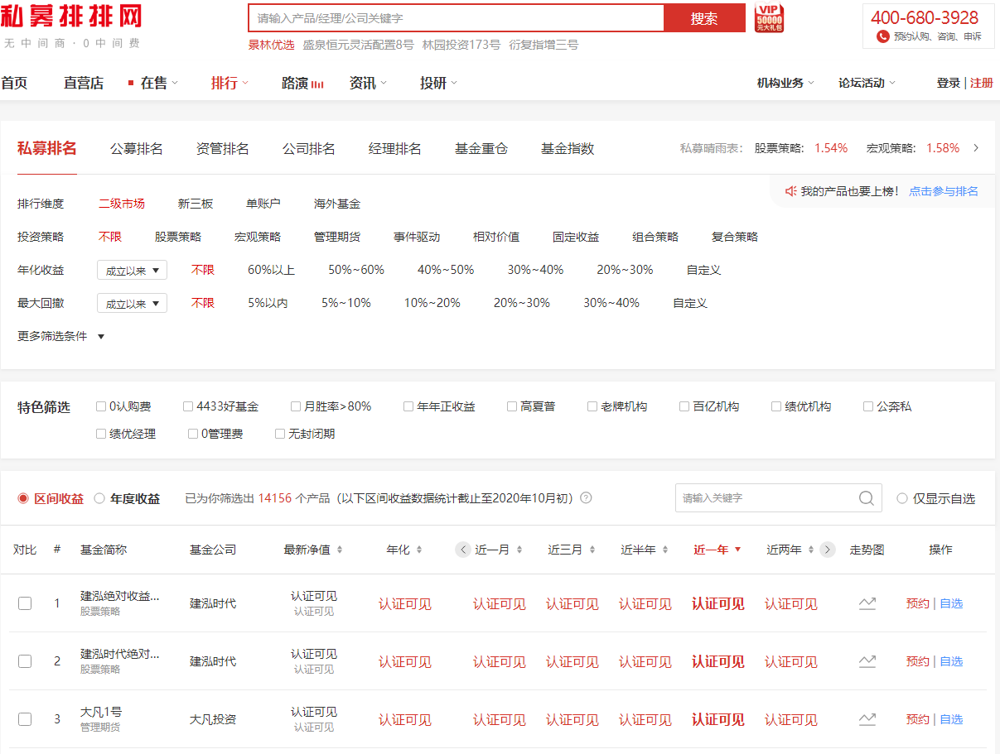 私募排排网
无中间商·0中间费
请输入产品/经理/公司关键字
搜索
VIP
50000
元大礼包
400-680-3928
预约认购、咨询、申诉
景林优选 盛泉恒元灵活配置8号 林园投资173号 衍复指增三号
首页 直营店 在售 排行 路演 资讯 投研 机构业务 论坛活动 登录 | 注册
私募排名 公募排名 资管排名 公司排名 经理排名 基金重仓 基金指数 私募晴雨表: 股票策略: 1.54% 宏观策略: 1.58%
我的产品也要上榜! 点击参与排名
排行维度 二级市场 新三板 单账户 海外基金
投资策略 不限 股票策略 宏观策略 管理期货 事件驱动 相对价值 固定收益 组合策略 复合策略
年化收益 成立以来 ▼ 不限 60%以上 50%~60% 40%~50% 30%~40% 20%~30% 自定义
最大回撤 成立以来 ▼ 不限 5%以内 5%~10% 10%~20% 20%~30% 30%~40% 自定义
更多筛选条件 ▼
特色筛选 0认购费 4433好基金 月胜率>80% 年年正收益 高夏普 老牌机构 百亿机构 绩优机构 公奔私
绩优经理 0管理费 无封闭期
区间收益 年度收益 已为你筛选出 14156 个产品（以下区间收益数据统计截止至2020年10月初） ? 请输入关键字 仅显示自选
对比 # 基金简称 基金公司 最新净值 年化 近一月 近三月 近半年 近一年 近两年 走势图 操作
1 建泓绝对收益... 建泓时代 认证可见 认证可见 认证可见 认证可见 认证可见 认证可见 认证可见 预约 | 自选
股票策略 认证可见
2 建泓时代绝对... 建泓时代 认证可见 认证可见 认证可见 认证可见 认证可见 认证可见 认证可见 预约 | 自选
股票策略 认证可见
3 大凡1号 大凡投资 认证可见 认证可见 认证可见 认证可见 认证可见 认证可见 认证可见 预约 | 自选
管理期货 认证可见